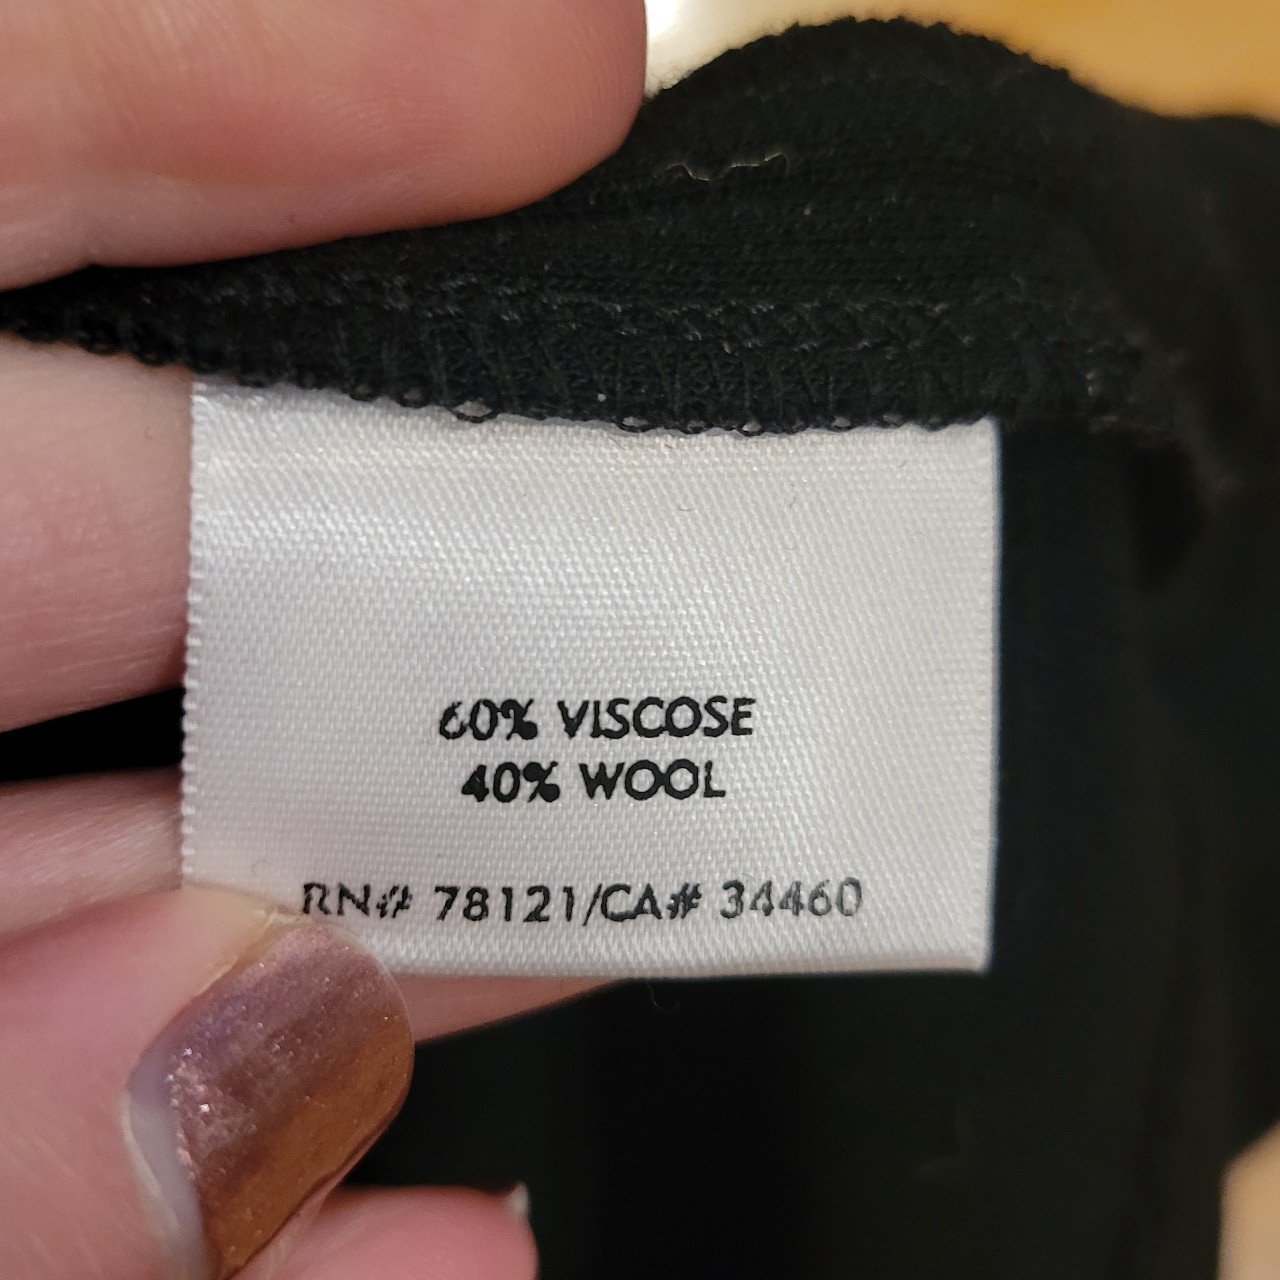 60% VISCOSE
40% WOOL
RN# 78121/CA# 34460